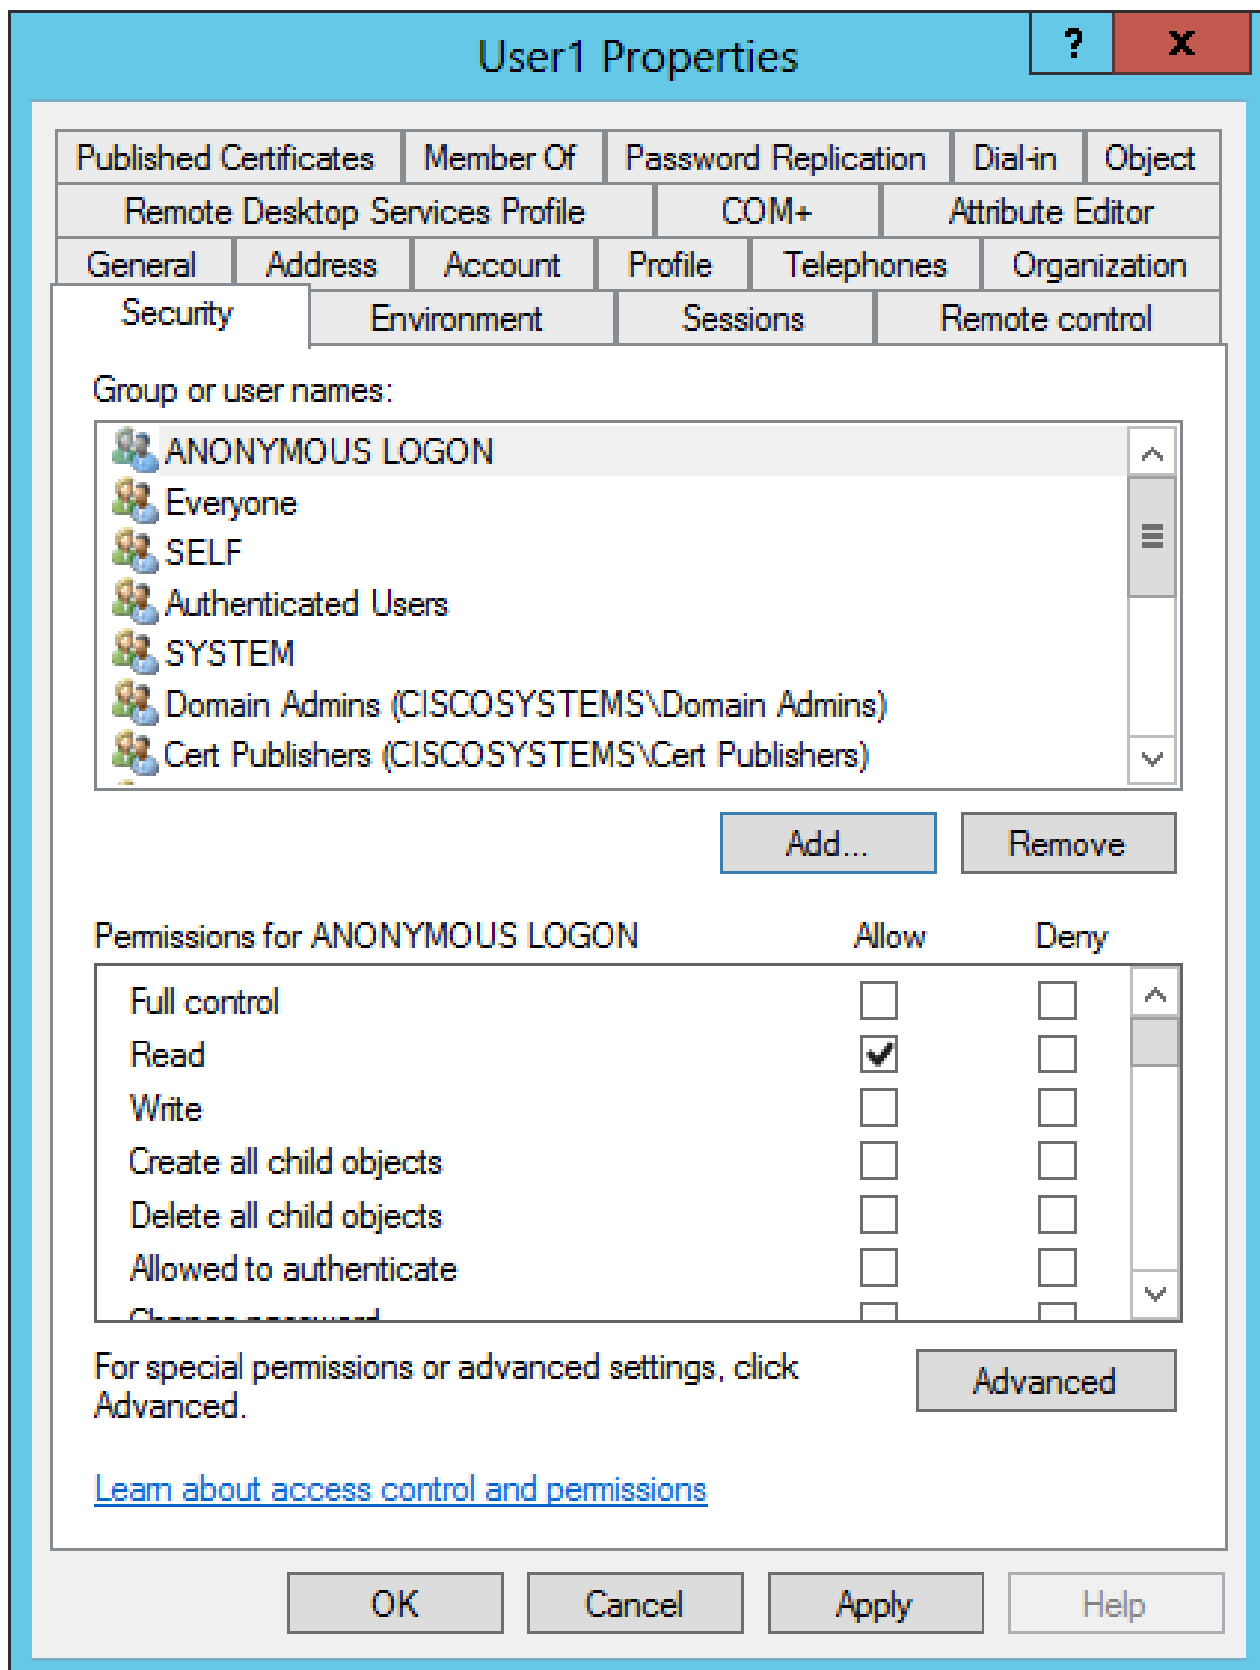 User1 Properties
?
x
Published Certificates Member Of Password Replication Dial-in Object
Remote Desktop Services Profile COM+ Attribute Editor
General Address Account Profile Telephones Organization
Security Environment Sessions Remote control
Group or user names:
ANONYMOUS LOGON
Everyone
SELF
Authenticated Users
SYSTEM
Domain Admins (CISCOSYSTEMS\Domain Admins)
Cert Publishers (CISCOSYSTEMS\Cert Publishers)
Add... Remove
Permissions for ANONYMOUS LOGON Allow Deny
Full control
Read
Write
Create all child objects
Delete all child objects
Allowed to authenticate
Change password
For special permissions or advanced settings, click
Advanced.
Advanced
Learn about access control and permissions
OK Cancel Apply Help